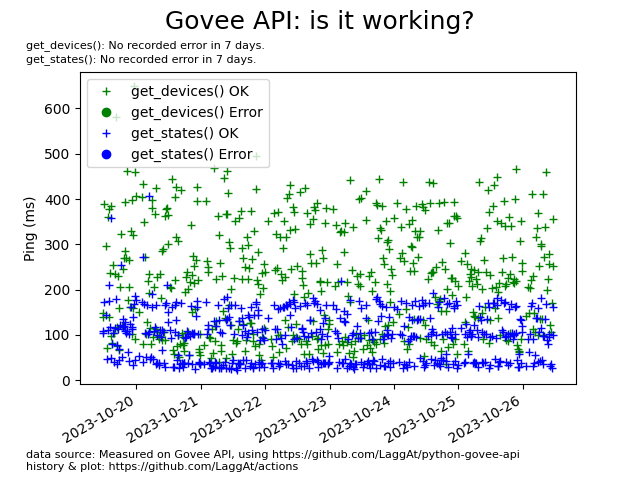 Govee API: is it working?
get_devices(): No recorded error in 7 days.
get_states(): No recorded error in 7 days.
get_devices() OK
get_devices() Error
get_states() OK
get_states() Error
Ping (ms)
600
500
400
300
200
100
0
2023-10-20
2023-10-21
2023-10-22
2023-10-23
2023-10-24
2023-10-25
2023-10-26
data source: Measured on Govee API, using https://github.com/LaggAt/python-govee-api
history & plot: https://github.com/LaggAt/actions